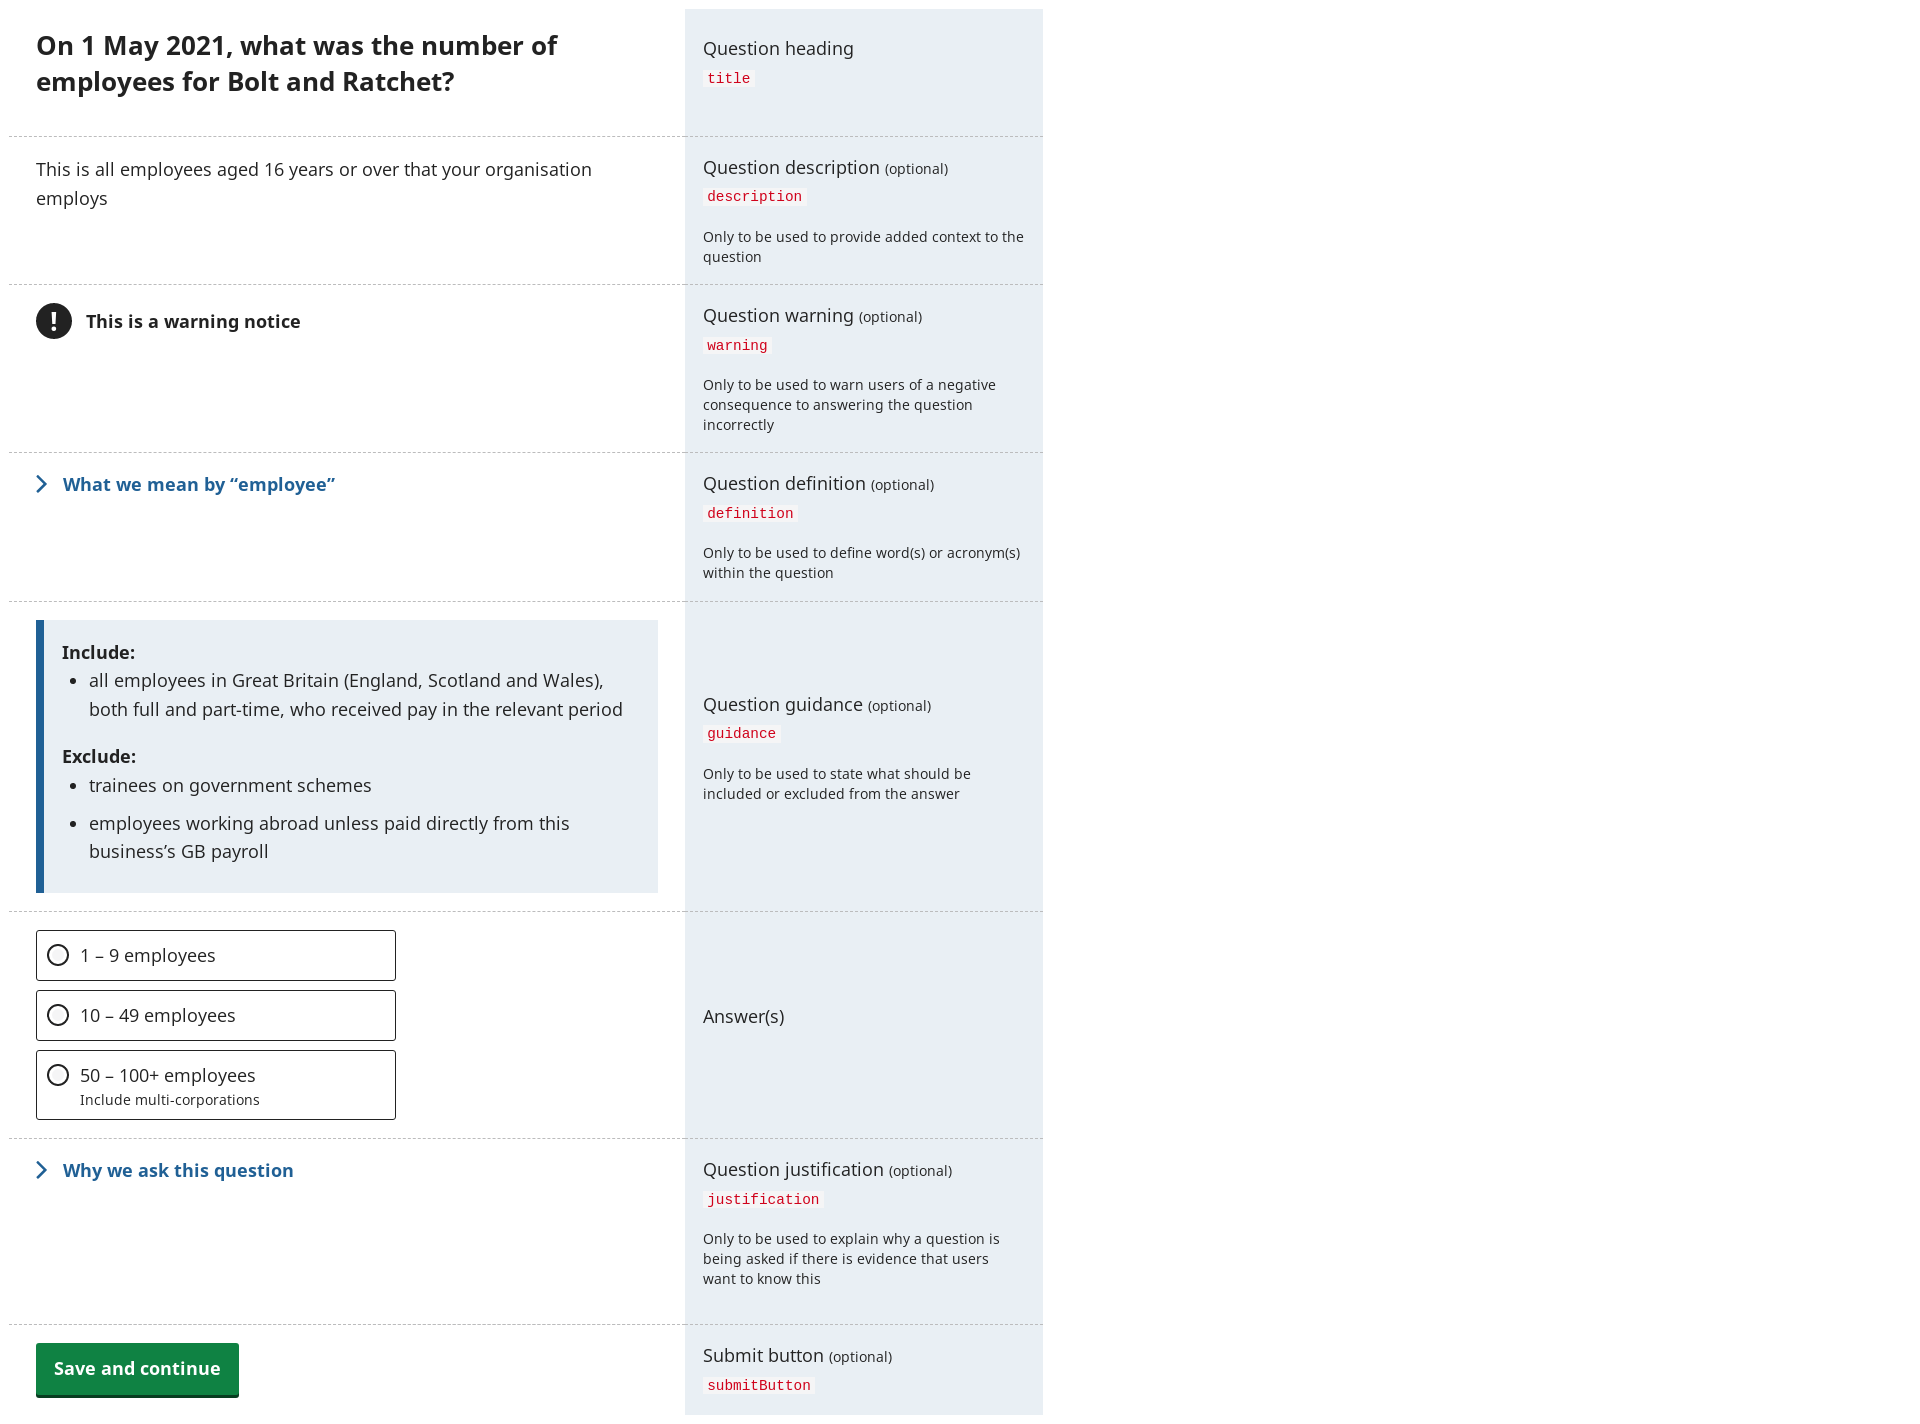 On 1 May 2021, what was the number of
employees for Bolt and Ratchet?
Question heading
title
This is all employees aged 16 years or over that your organisation
employs
Question description (optional)
description
Only to be used to provide added context to the
question
! This is a warning notice
Question warning (optional)
warning
Only to be used to warn users of a negative
consequence to answering the question
incorrectly
What we mean by “employee”
Question definition (optional)
definition
Only to be used to define word(s) or acronym(s)
within the question
Include:
• all employees in Great Britain (England, Scotland and Wales),
both full and part-time, who received pay in the relevant period
Exclude:
• trainees on government schemes
• employees working abroad unless paid directly from this
business’s GB payroll
Question guidance (optional)
guidance
Only to be used to state what should be
included or excluded from the answer
1 – 9 employees
10 – 49 employees
50 – 100+ employees
Include multi-corporations
Answer(s)
Why we ask this question
Question justification (optional)
justification
Only to be used to explain why a question is
being asked if there is evidence that users
want to know this
Save and continue
Submit button (optional)
submitButton